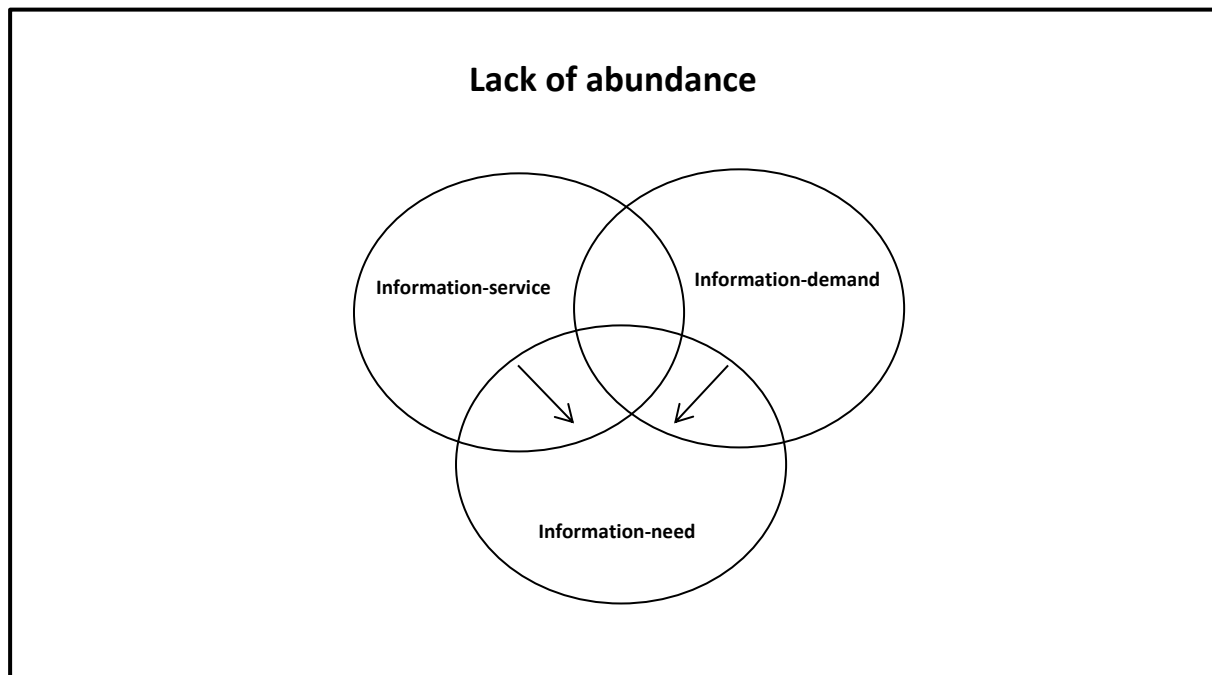 Lack of abundance
Information-service
Information-demand
Information-need